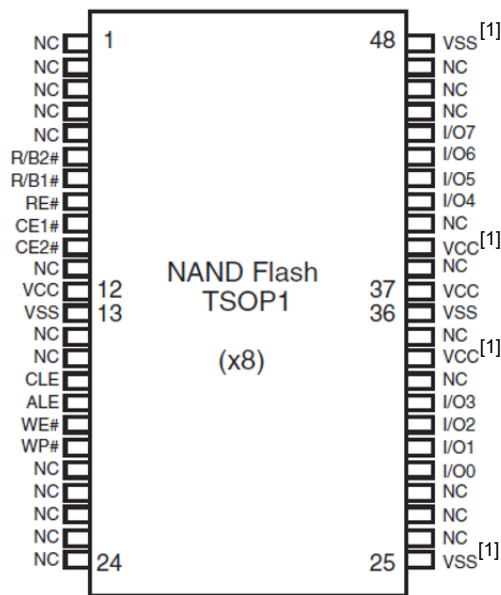 NC 1 48 VSS[1]
NC NC
NC NC
NC NC
NC I/O7
R/B2# I/O6
R/B1# I/O5
RE# I/O4
CE1# NC
CE2# VCC[1]
NC NAND Flash NC
VCC 12 TSOP1 37 VCC
VSS 13 36 VSS
NC NC
NC (x8) VCC[1]
CLE NC
ALE I/O3
WE# I/O2
WP# I/O1
NC I/O0
NC NC
NC NC
NC NC
NC 24 25 VSS[1]